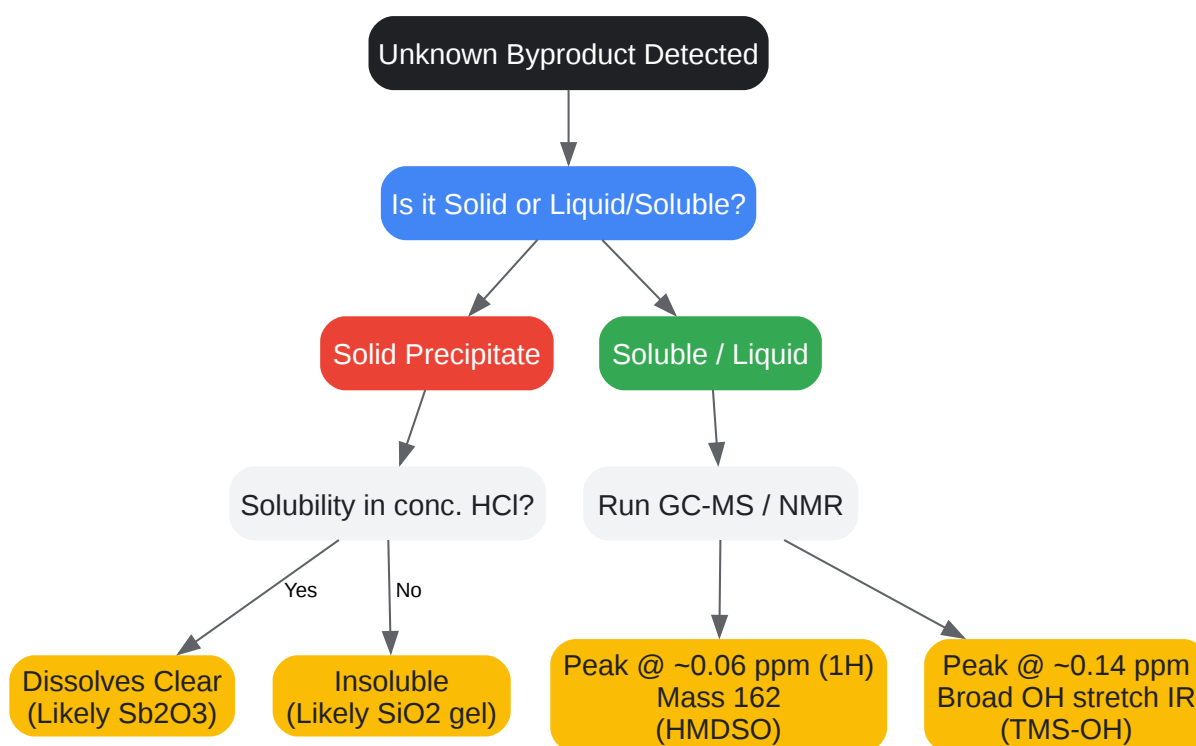 Unknown Byproduct Detected
Is it Solid or Liquid/Soluble?
Solid Precipitate
Soluble / Liquid
Solubility in conc. HCl?
Run GC-MS / NMR
Yes
No
Dissolves Clear
(Likely Sb2O3)
Insoluble
(Likely SiO2 gel)
Peak @ ~0.06 ppm (1H)
Mass 162
(HMDSO)
Peak @ ~0.14 ppm
Broad OH stretch IR
(TMS-OH)